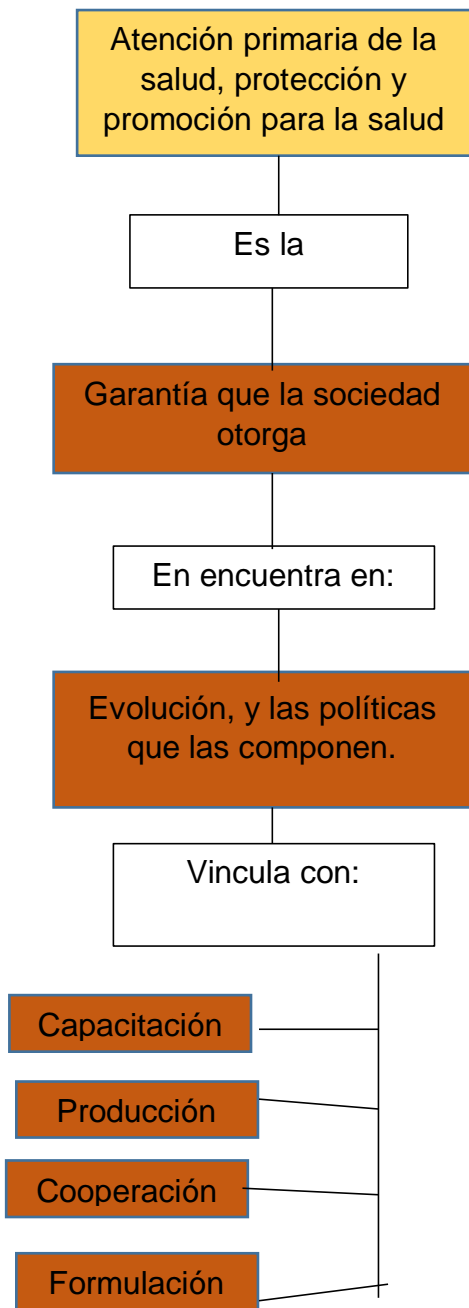 Atención primaria de la
salud, protección y
promoción para la salud
Es la
Garantía que la sociedad
otorga
En encuentra en:
Evolución, y las políticas
que las componen.
Vincula con:
Capacitación
Producción
Cooperación
Formulación